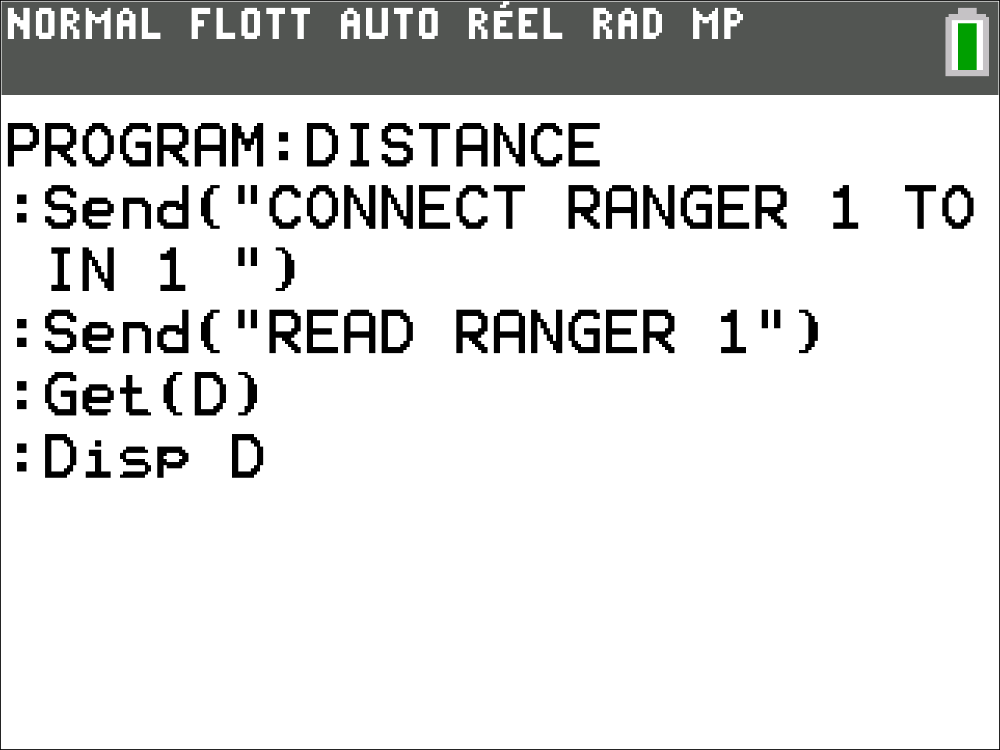 NORMAL FLOTT AUTO RÉEL RAD MP
PROGRAM:DISTANCE
:Send("CONNECT RANGER 1 TO
IN 1 ")
:Send("READ RANGER 1")
:Get(D)
:Disp D